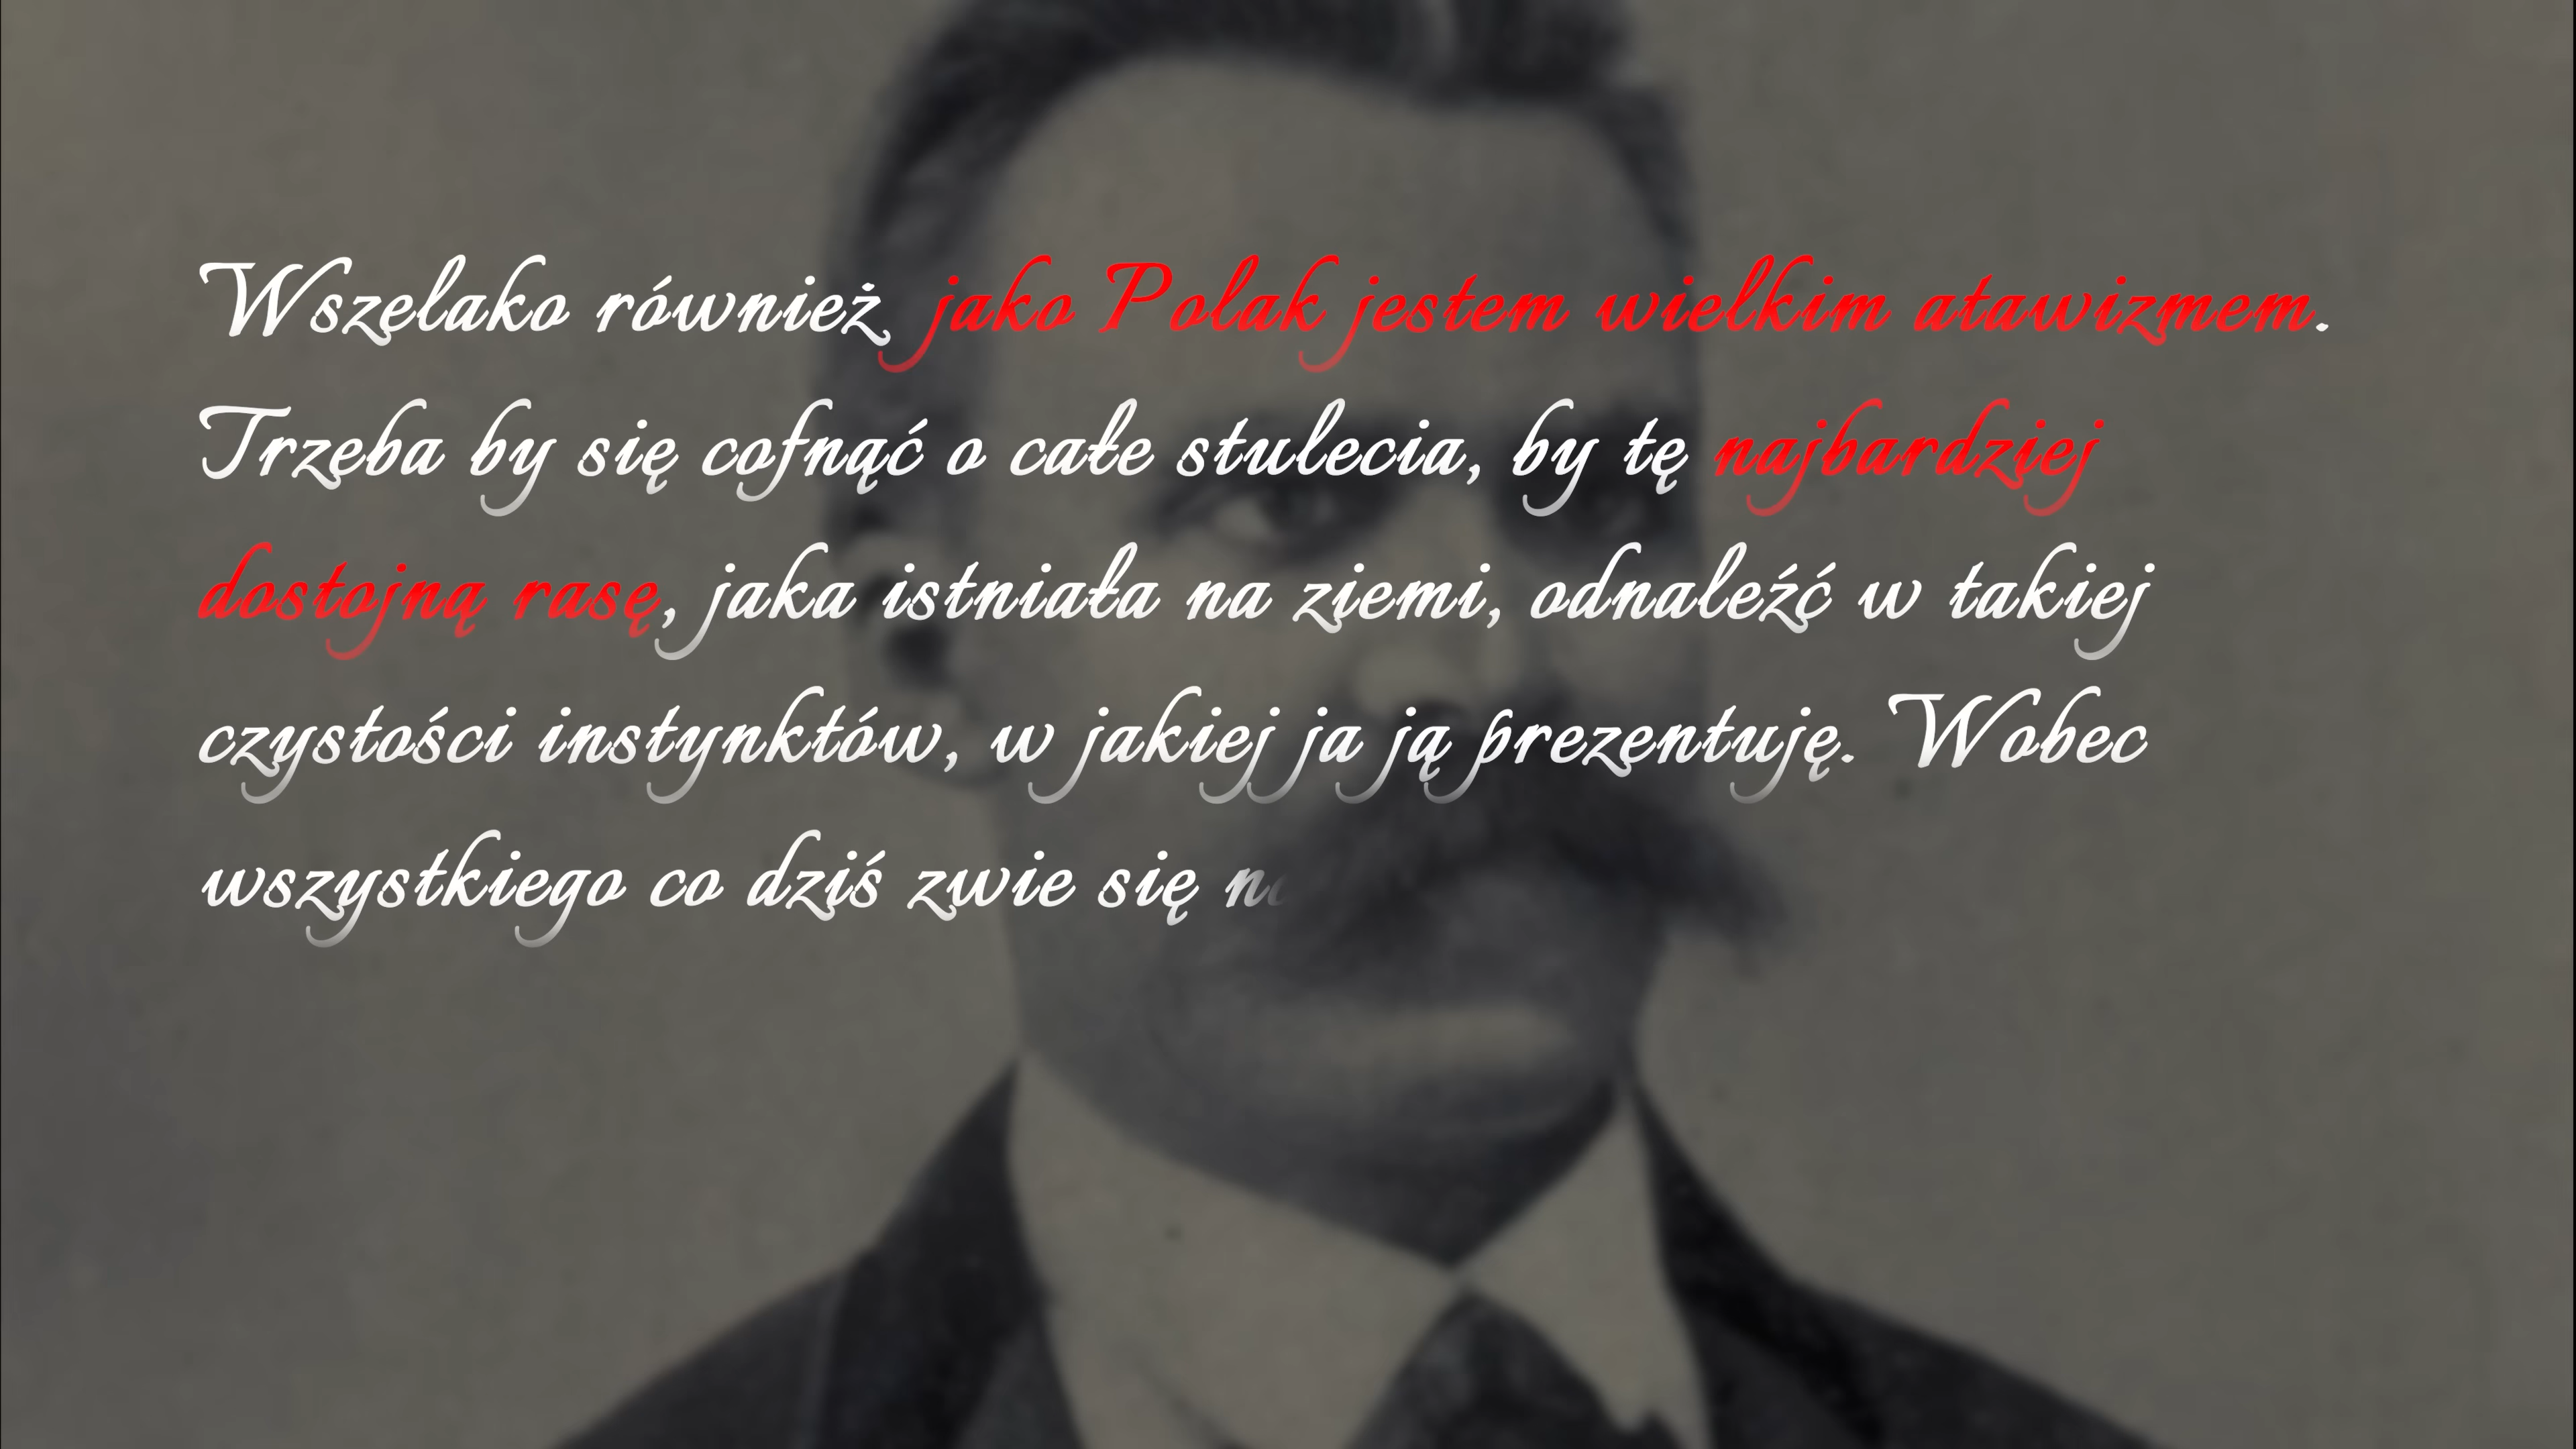 Wszelako również jako Polak jestem wielkim atawizmem.
Trzeba by się cofnąć o całe stulecia, by tę najbardziej
dostojną rasę, jaka istniała na ziemi, odnaleźć w takiej
czystości instynktów, w jakiej ja ją prezentuję. Wobec
wszystkiego co dziś zwie się